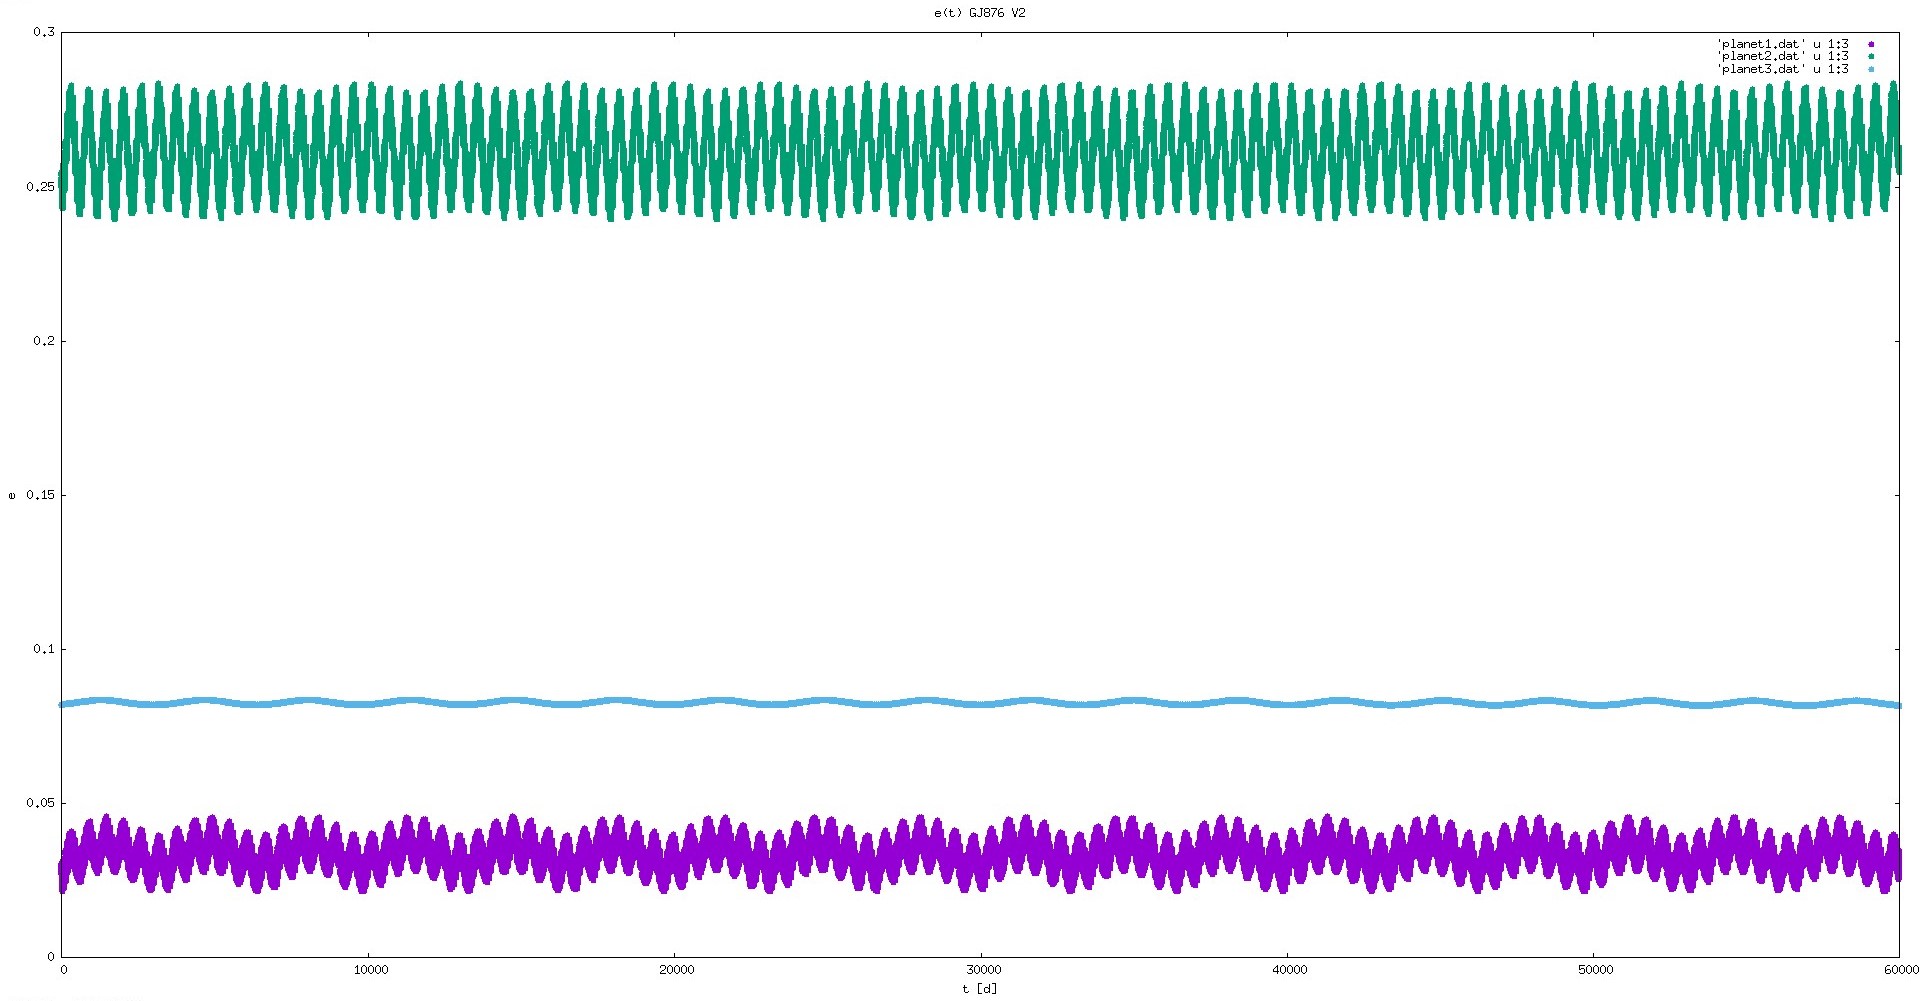 e(t) GJ876 V2
0.3
'planet1.dat' u 1:3
'planet2.dat' u 1:3
'planet3.dat' u 1:3
0.25
0.2
e 0.15
0.1
0.05
0
0 10000 20000 30000 40000 50000 60000
t [d]